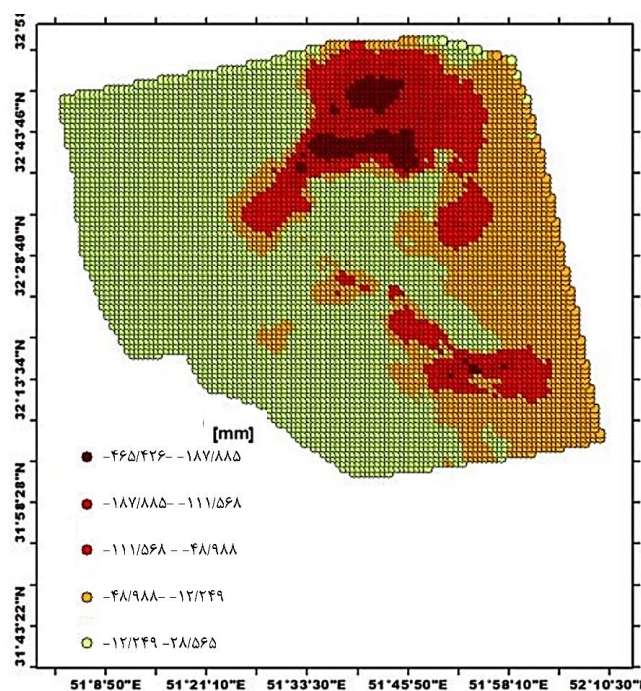 32°51
32°43'46"N
32°28'40"N
32°13'34"N
31°58'28"N
31°43'22"N
[mm]
-۴۶۵/۴۲۶- -۱۸۷/۸۸۵
-۱۸۷/۸۸۵- -۱۱۱/۵۶۸
-۱۱۱/۵۶۸ -۴۸/۹۸۸
-۴۸/۹۸۸- -۱۲/۲۴۹
-۱۲/۲۴۹ -۲۸/۵۶۵
51°8'50"E 51°21'10"E 51°33'30"E 51°45'50"E 51°58'10"E 52°10'30"E